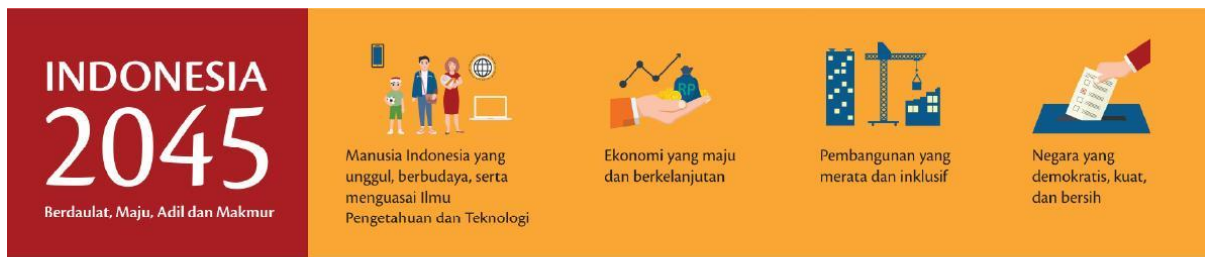 INDONESIA
2045
Berdaulat, Maju, Adil dan Makmur
Manusia Indonesia yang
unggul, berbudaya, serta
menguasai Ilmu
Pengetahuan dan Teknologi
RP
Ekonomi yang maju
dan berkelanjutan
Pembangunan yang
merata dan inklusif
Negara yang
demokratis, kuat,
dan bersih